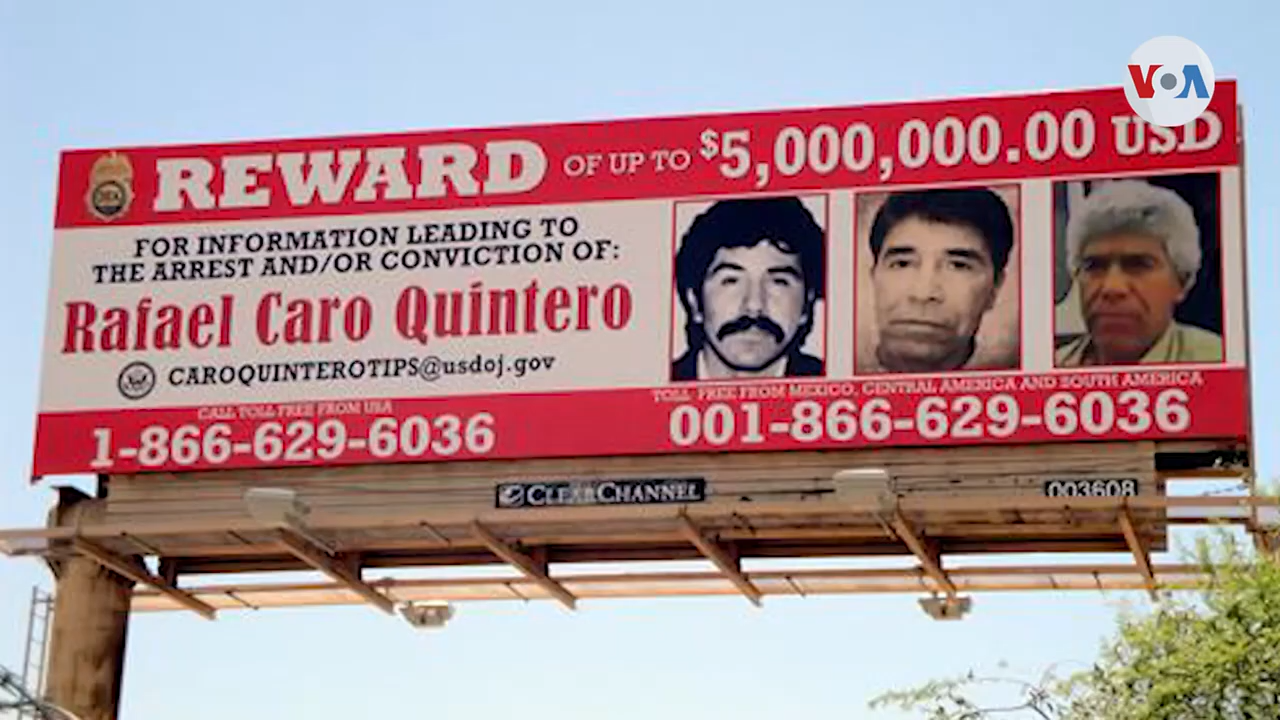 VOA
REWARD OF UP TO $5,000,000.00 USD
FOR INFORMATION LEADING TO
THE ARREST AND/OR CONVICTION OF:
Rafael Caro Quintero
CAROQUINTEROTIPS@usdoj.gov
CALL TOLL FREE FROM USA
1-866-629-6036
TOLL FREE FROM MEXICO, CENTRAL AMERICA AND SOUTH AMERICA
001-866-629-6036
CLEARCHANNEL
003608